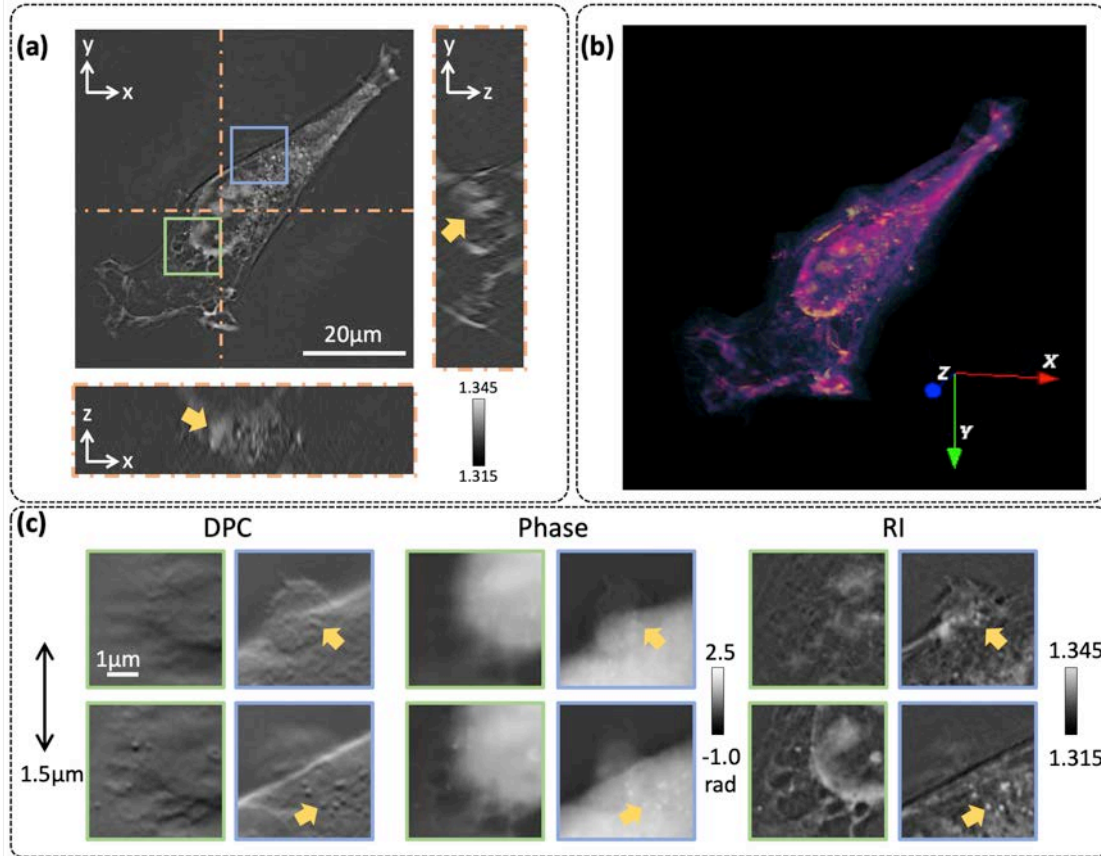 (a)
y
x
20μm
y
z
z
x
1.345
1.315
(b)
Z
X
Y
(c)
DPC
Phase
RI
1μm
1.5μm
2.5
-1.0
rad
1.345
1.315